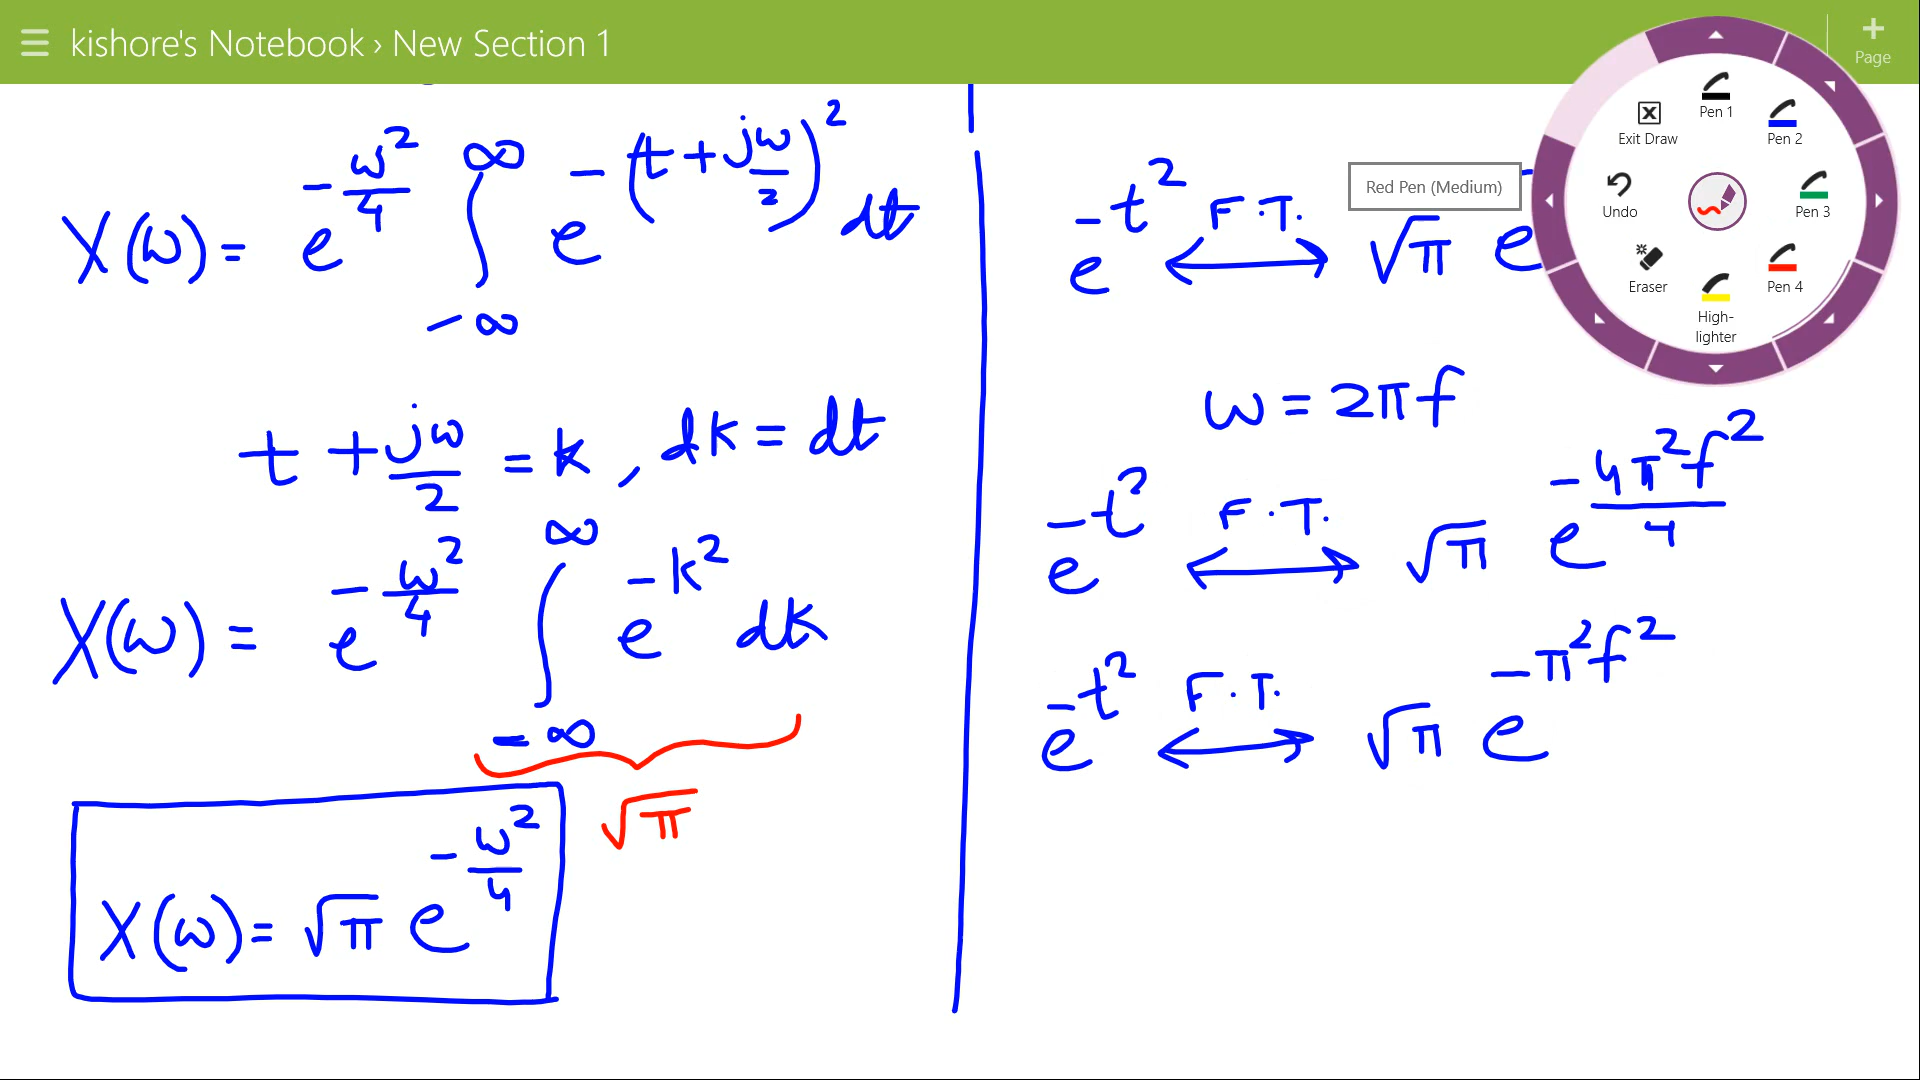 kishore's Notebook › New Section 1
Page
X(ω) = e^{-ω²/4} ∫_{-∞}^{∞} e^{-(t + jω/2)²} dt
t + jω/2 = k, dk = dt
X(ω) = e^{-ω²/4} ∫_{-∞}^{∞} e^{-k²} dk
√π
X(ω) = √π e^{-ω²/4}
e^{-t²} F.T. ⟷ √π e
ω = 2πf
e^{-t²} F.T. ⟷ √π e^{-4π²f²/4}
e^{-t²} F.T. ⟷ √π e^{-π²f²}
Red Pen (Medium)
Pen 1
Exit Draw
Pen 2
Undo
Pen 3
Eraser
Pen 4
High-
lighter